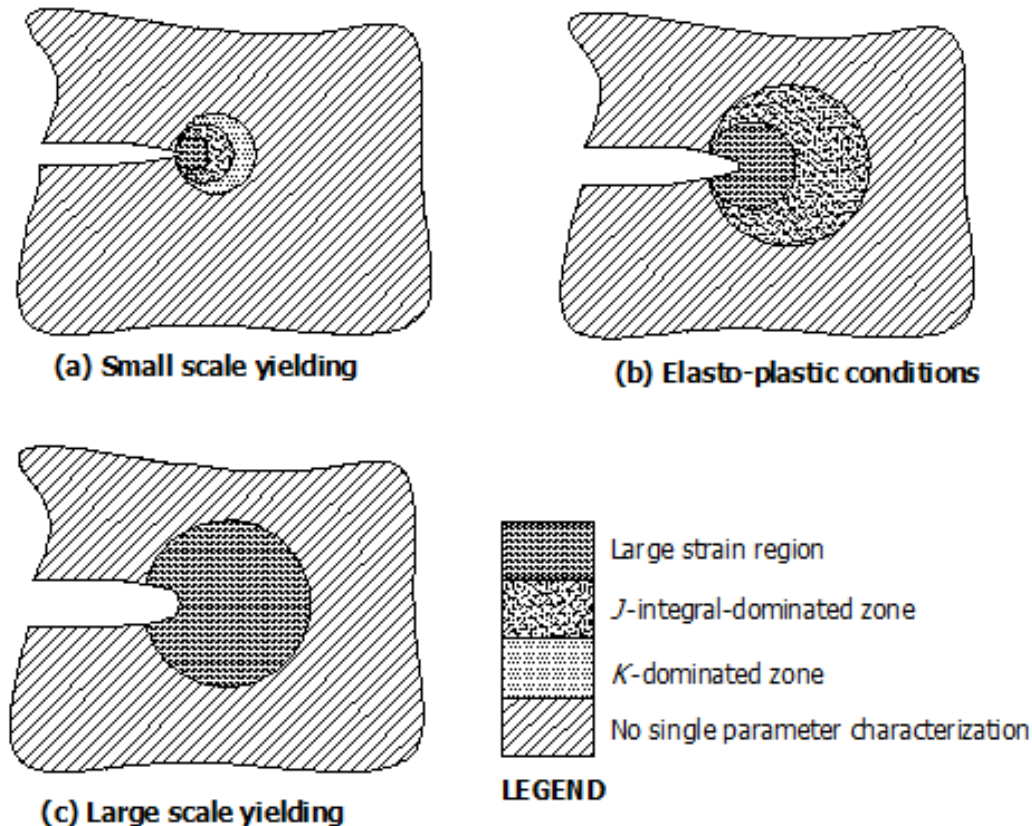 (a) Small scale yielding
(b) Elasto-plastic conditions
Large strain region
J-integral-dominated zone
K-dominated zone
No single parameter characterization
LEGEND
(c) Large scale yielding